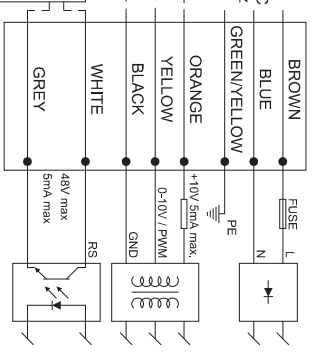 GREY
WHITE
BLACK
YELLOW
ORANGE
GREEN/YELLOW
BLUE
BROWN
48V max
5mA max
RS
GND
0-10V / PWM
+10V 5mA max.
PE
N
FUSE
L